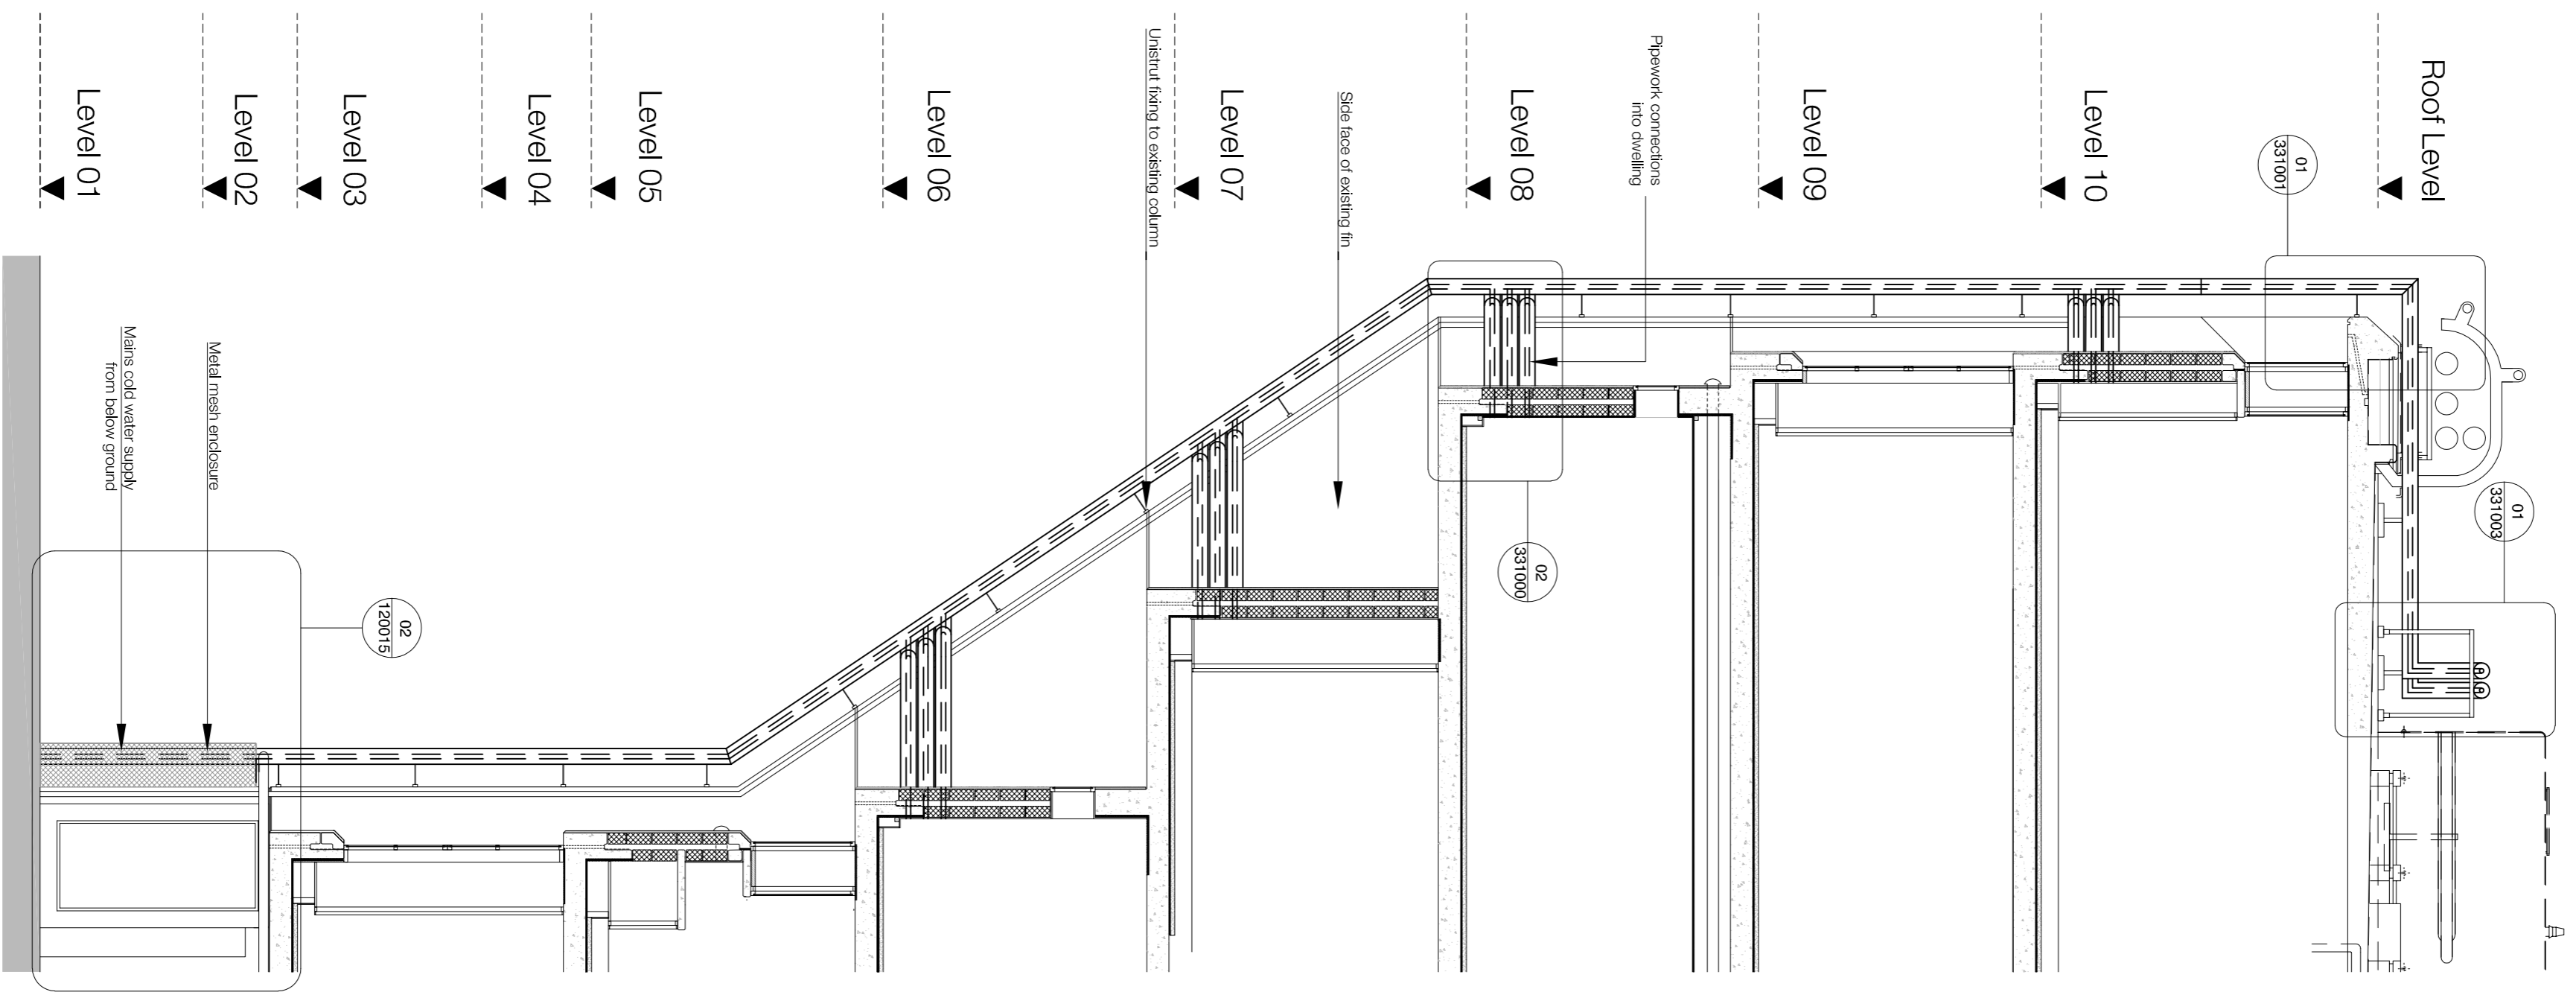 Roof Level
01
331001
01
331003
Level 10
Level 09
Pipework connections
into dwelling
Level 08
02
331000
Side face of existing fin
Level 07
Unistrut fixing to existing column
Level 06
Level 05
Level 04
Level 03
02
120015
Level 02
Metal mesh enclosure
Mains cold water supply
from below ground
Level 01